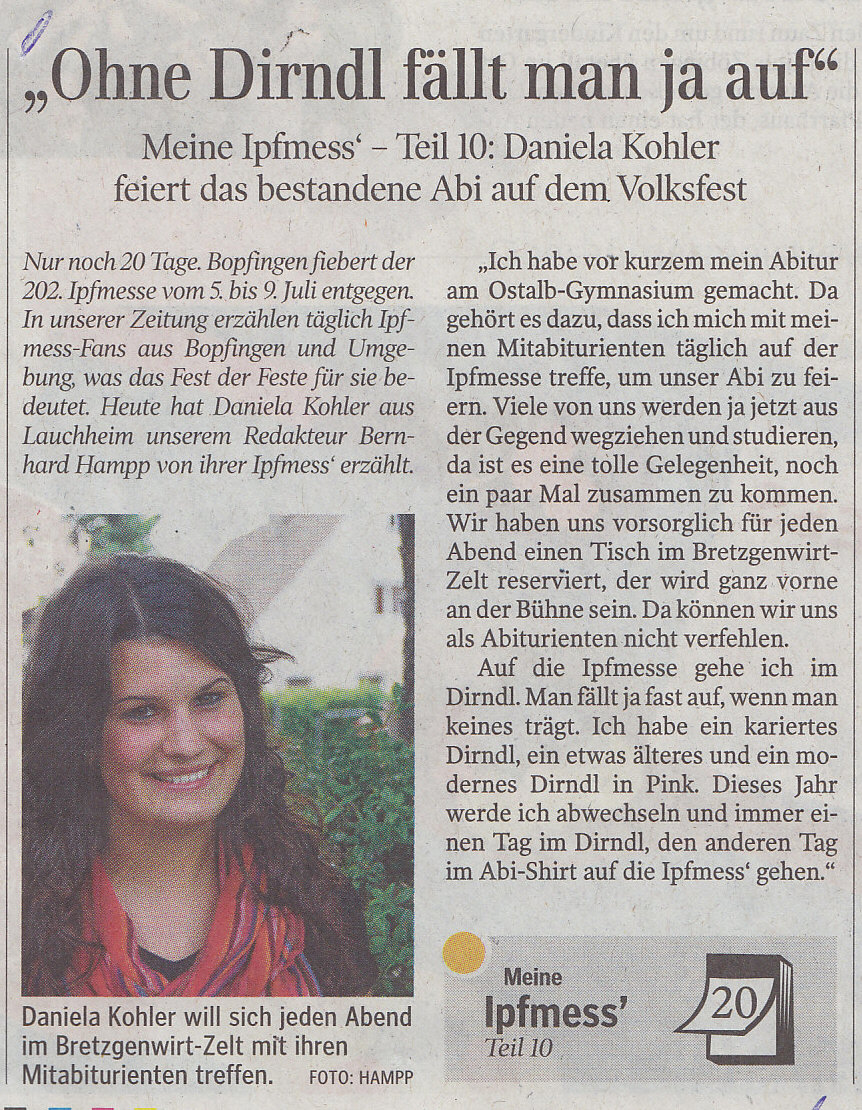 „Ohne Dirndl fällt man ja auf“
Meine Ipfmess‘ – Teil 10: Daniela Kohler
feiert das bestandene Abi auf dem Volksfest
Nur noch 20 Tage. Bopfingen fiebert der
202. Ipfmesse vom 5. bis 9. Juli entgegen.
In unserer Zeitung erzählen täglich Ipf-
mess-Fans aus Bopfingen und Umge-
bung, was das Fest der Feste für sie be-
deutet. Heute hat Daniela Kohler aus
Lauchheim unserem Redakteur Bern-
hard Hampp von ihrer Ipfmess‘ erzählt.
Daniela Kohler will sich jeden Abend
im Bretzgenwirt-Zelt mit ihren
Mitabiturienten treffen. FOTO: HAMPP
„Ich habe vor kurzem mein Abitur
am Ostalb-Gymnasium gemacht. Da
gehört es dazu, dass ich mich mit mei-
nen Mitabiturienten täglich auf der
Ipfmesse treffe, um unser Abi zu fei-
ern. Viele von uns werden ja jetzt aus
der Gegend wegziehen und studieren,
da ist es eine tolle Gelegenheit, noch
ein paar Mal zusammen zu kommen.
Wir haben uns vorsorglich für jeden
Abend einen Tisch im Bretzgenwirt-
Zelt reserviert, der wird ganz vorne
an der Bühne sein. Da können wir uns
als Abiturienten nicht verfehlen.
Auf die Ipfmesse gehe ich im
Dirndl. Man fällt ja fast auf, wenn man
keines trägt. Ich habe ein kariertes
Dirndl, ein etwas älteres und ein mo-
dernes Dirndl in Pink. Dieses Jahr
werde ich abwechseln und immer ei-
nen Tag im Dirndl, den anderen Tag
im Abi-Shirt auf die Ipfmess‘ gehen.“
Meine
Ipfmess’
Teil 10
20